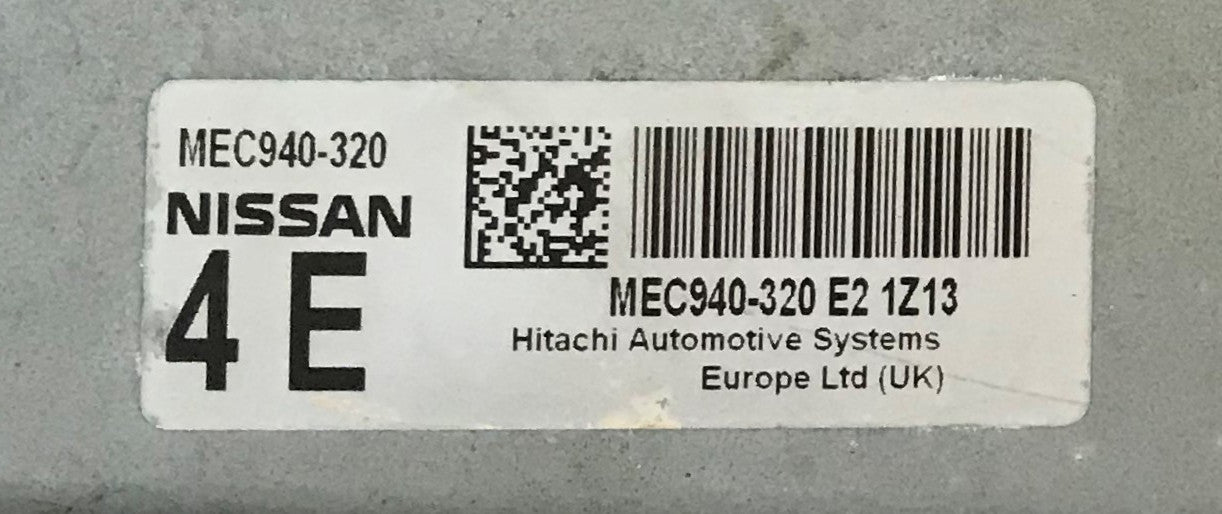 MEC940-320
NISSAN
4 E
MEC940-320 E2 1Z13
Hitachi Automotive Systems
Europe Ltd (UK)